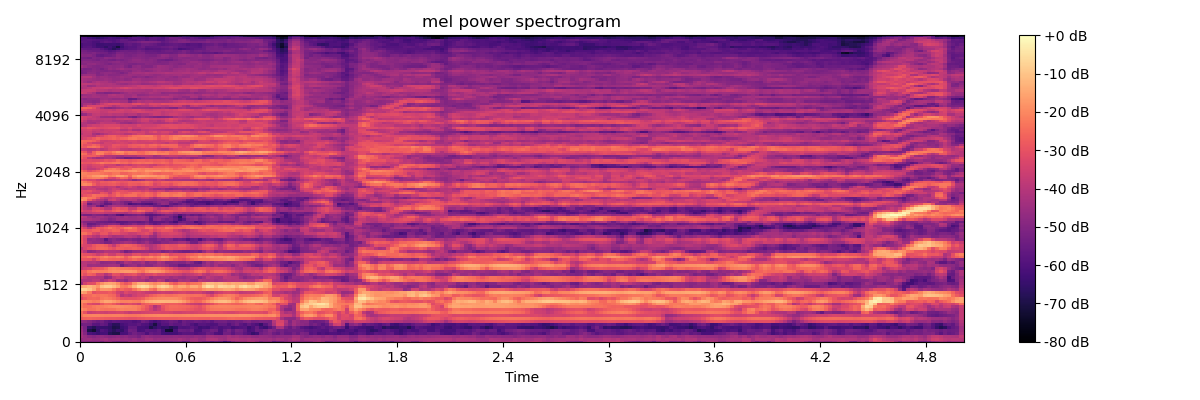 mel power spectrogram
Hz
8192
4096
2048
1024
512
0
0 0.6 1.2 1.8 2.4 3 3.6 4.2 4.8
Time
+0 dB
-10 dB
-20 dB
-30 dB
-40 dB
-50 dB
-60 dB
-70 dB
-80 dB